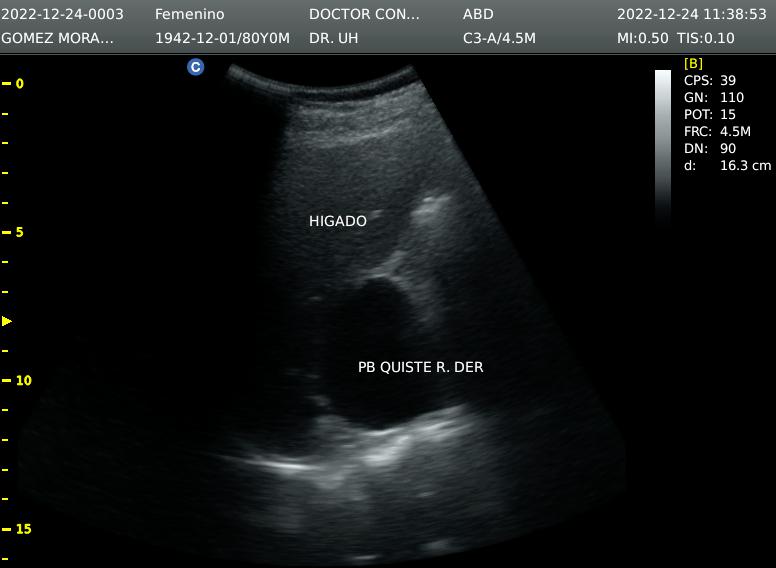 2022-12-24-0003 Femenino DOCTOR CON... ABD 2022-12-24 11:38:53
GOMEZ MORA... 1942-12-01/80Y0M DR. UH C3-A/4.5M MI:0.50 TIS:0.10
C
[B]
CPS: 39
GN: 110
POT: 15
FRC: 4.5M
DN: 90
d: 16.3 cm
0
5
10
15
HIGADO
PB QUISTE R. DER